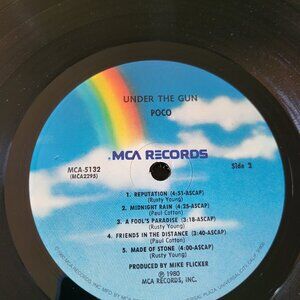 UNDER THE GUN
POCO
MCA-5132
(MCA2295)
MCA RECORDS
Side 2
1. REPUTATION (4:51-ASCAP)
(Rusty Young)
2. MIDNIGHT RAIN (4:25-ASCAP)
(Paul Cotton)
3. A FOOL'S PARADISE (3:18-ASCAP)
(Rusty Young)
4. FRIENDS IN THE DISTANCE (3:40-ASCAP)
(Paul Cotton)
5. MADE OF STONE (4:00-ASCAP)
(Rusty Young)
PRODUCED BY MIKE FLICKER
℗ 1980
MCA RECORDS, INC.